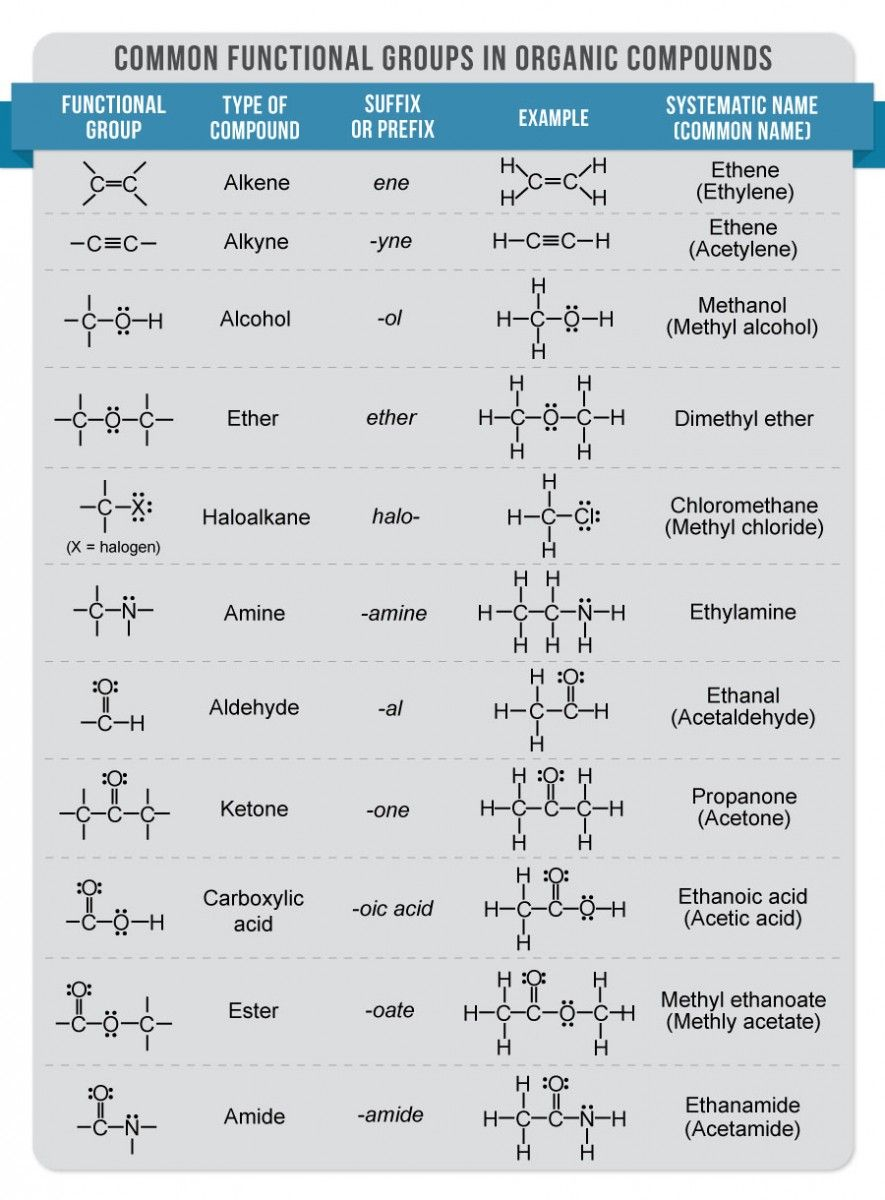 COMMON FUNCTIONAL GROUPS IN ORGANIC COMPOUNDS
FUNCTIONAL GROUP
TYPE OF COMPOUND
SUFFIX OR PREFIX
EXAMPLE
SYSTEMATIC NAME (COMMON NAME)
C=C
Alkene
ene
H H
C=C
H H
Ethene
(Ethylene)
–C≡C–
Alkyne
-yne
H–C≡C–H
Ethene
(Acetylene)
–C–Ö–H
Alcohol
-ol
H
H–C–Ö–H
H
Methanol
(Methyl alcohol)
–C–Ö–C–
Ether
ether
H H
H–C–Ö–C–H
H H
Dimethyl ether
–C–X:
(X = halogen)
Haloalkane
halo-
H
H–C–Cl:
H
Chloromethane
(Methyl chloride)
–C–N–
Amine
-amine
H H
H–C–C–N–H
H H H
Ethylamine
:O:
–C–H
Aldehyde
-al
H :O:
H–C–C–H
H
Ethanal
(Acetaldehyde)
:O:
–C–C–C–
Ketone
-one
H :O: H
H–C–C–C–H
H H
Propanone
(Acetone)
:O:
–C–Ö–H
Carboxylic
acid
-oic acid
H :O:
H–C–C–Ö–H
H
Ethanoic acid
(Acetic acid)
:O:
–C–Ö–C–
Ester
-oate
H :O: H
H–C–C–Ö–C–H
H H
Methyl ethanoate
(Methly acetate)
:O:
–C–N–
Amide
-amide
H :O:
H–C–C–N–H
H H
Ethanamide
(Acetamide)